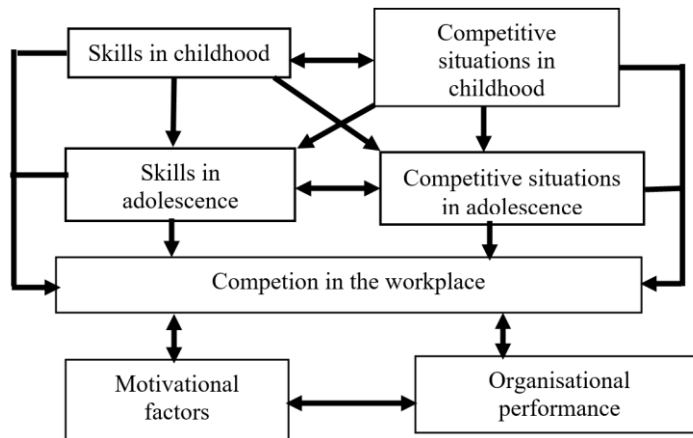 Skills in childhood
Competitive
situations in
childhood
Skills in
adolescence
Competitive situations
in adolescence
Competion in the workplace
Motivational
factors
Organisational
performance